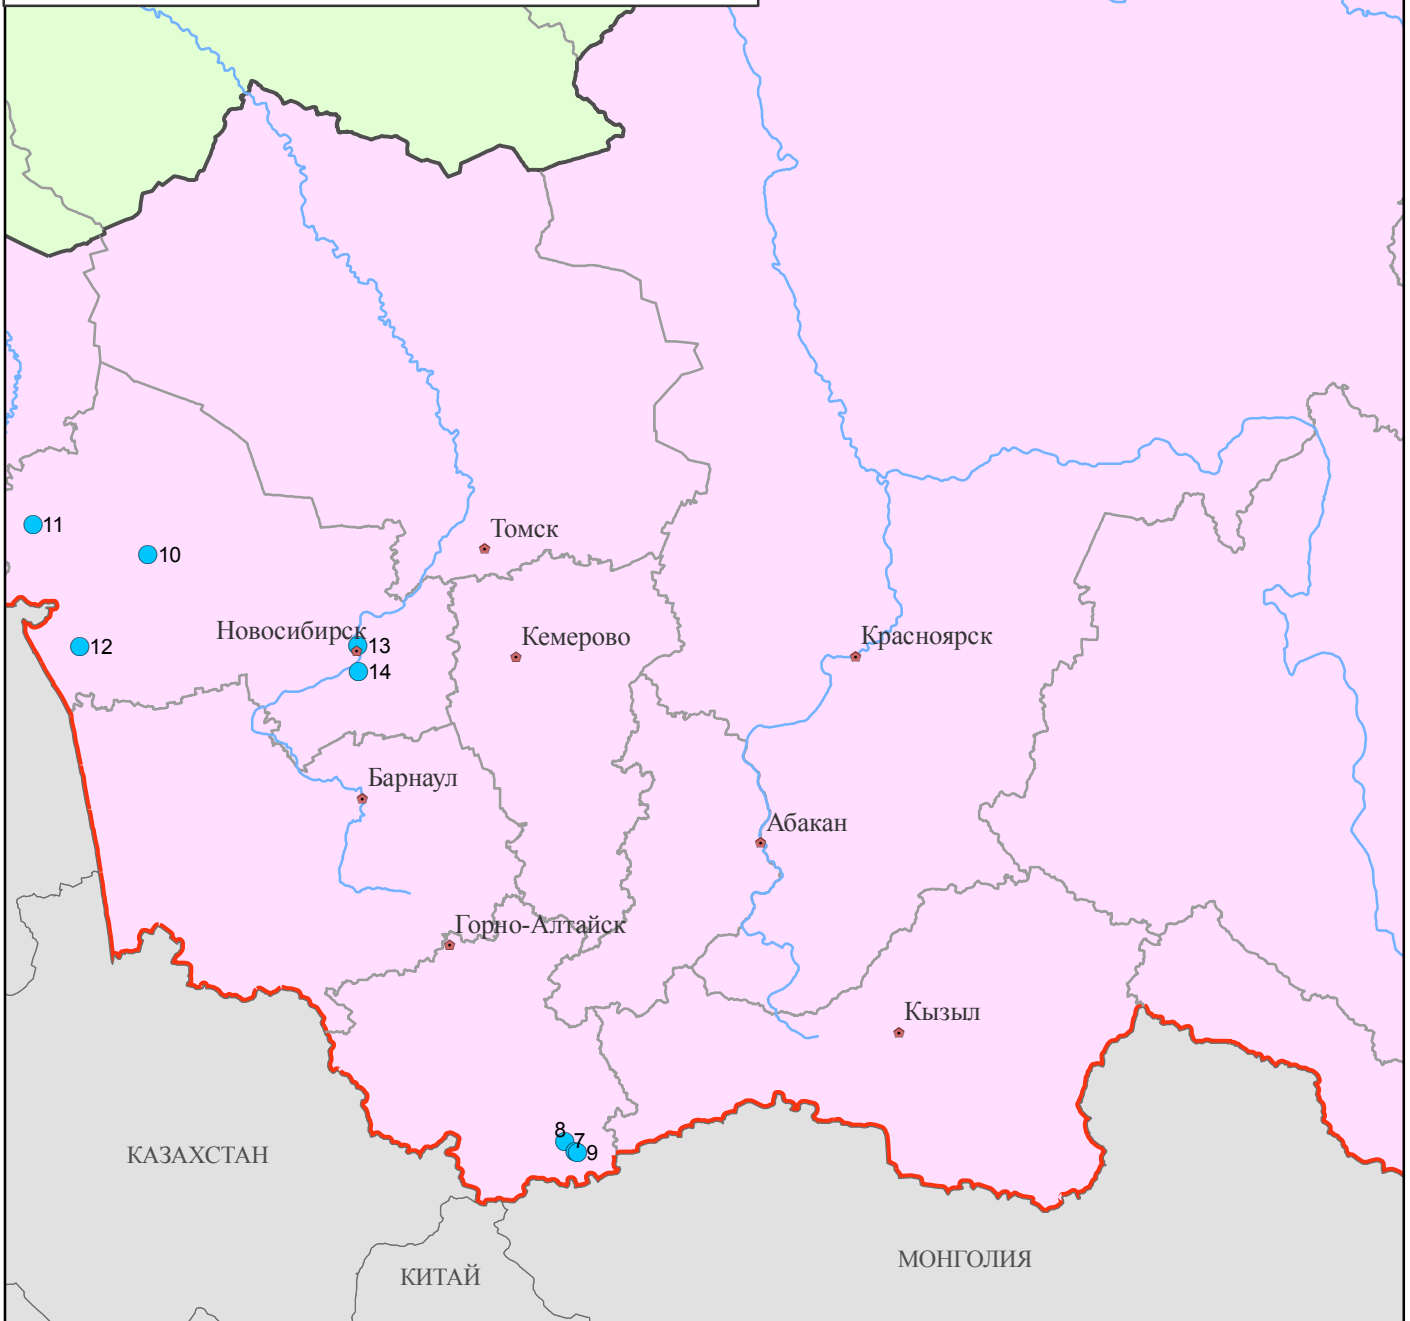 Томск
11
10
Новосибирск
13
Кемерово
Красноярск
12
14
Барнаул
Абакан
Горно-Алтайск
Кызыл
8
7
9
КАЗАХСТАН
МОНГОЛИЯ
КИТАЙ